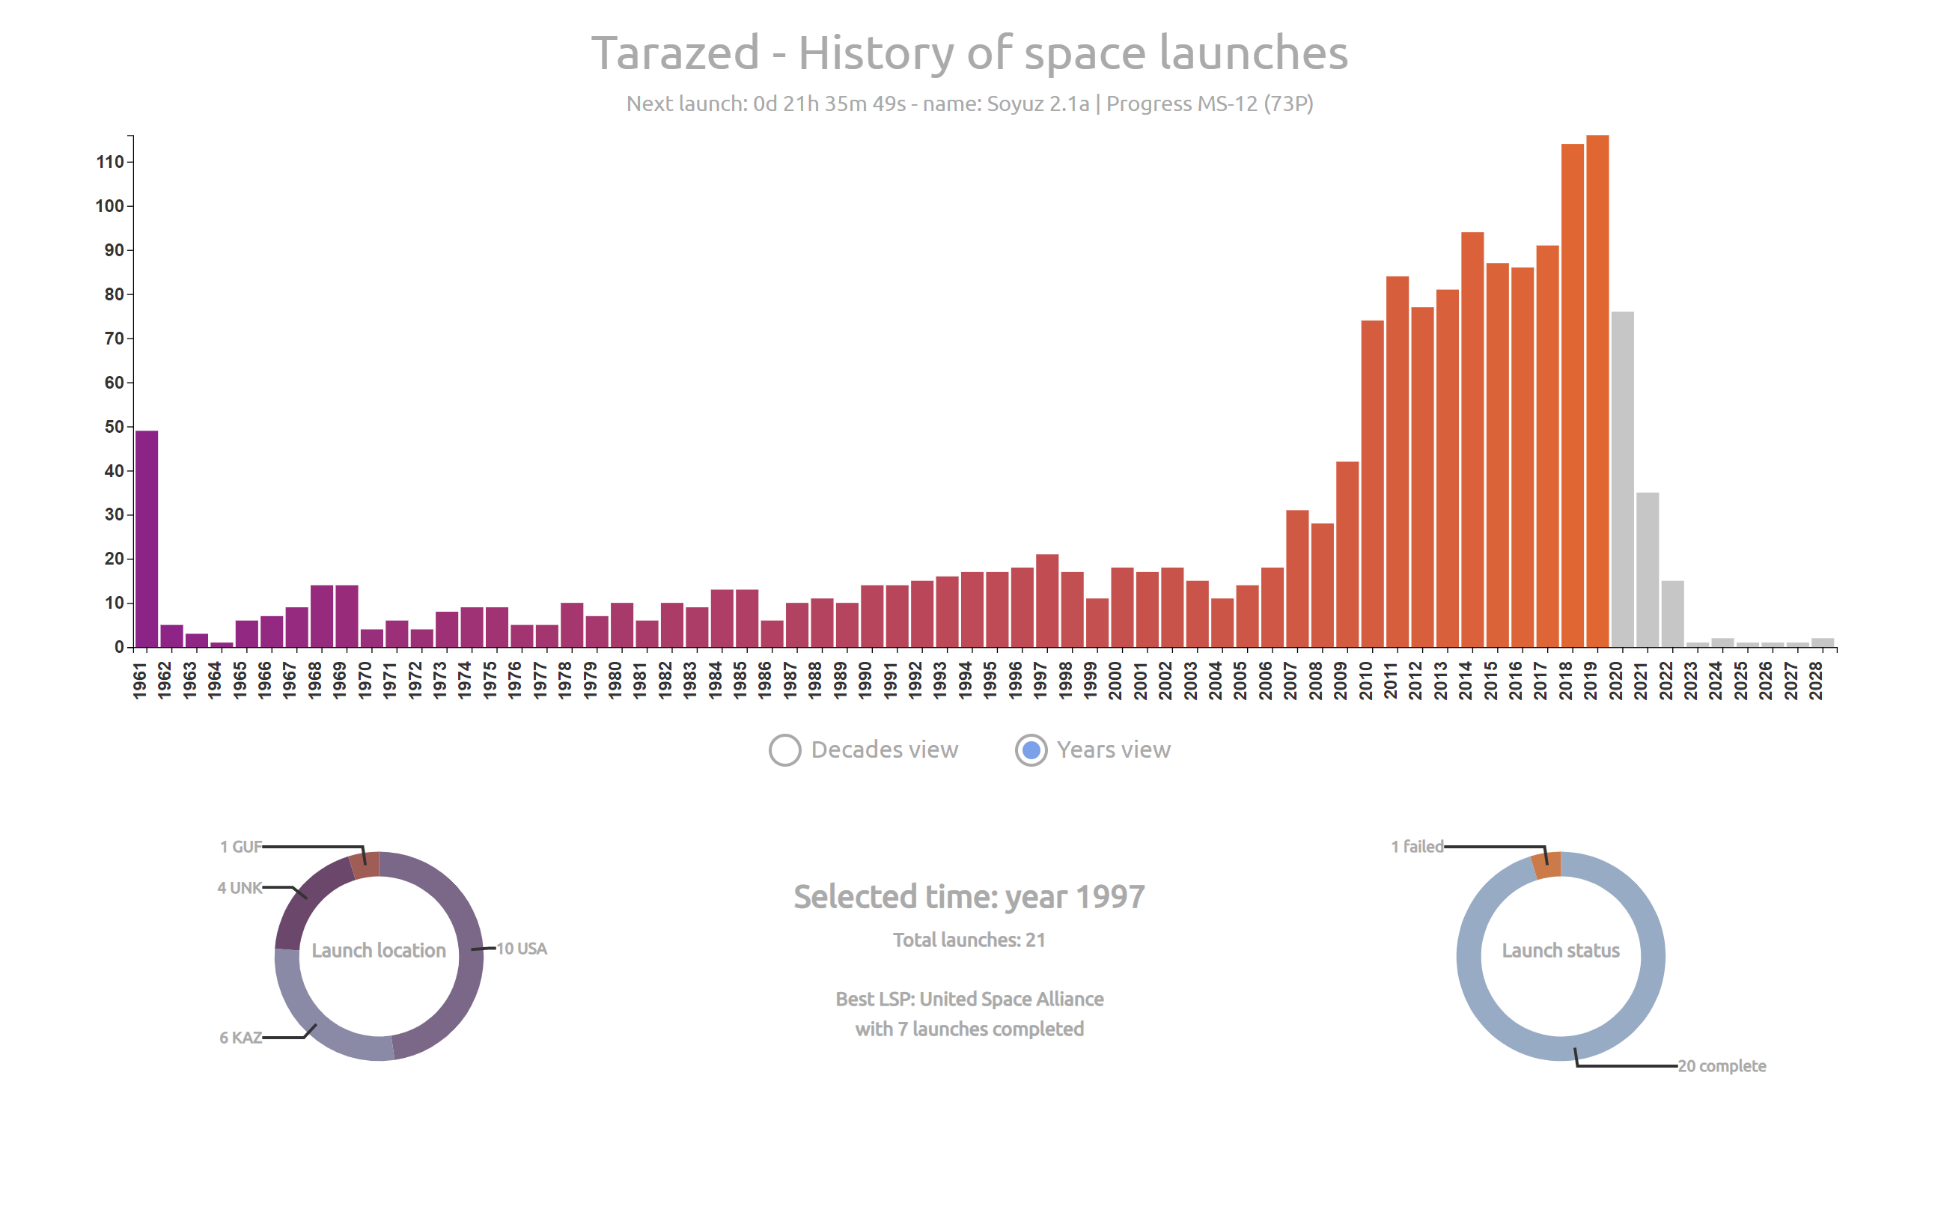 Tarazed - History of space launches
Next launch: 0d 21h 35m 49s - name: Soyuz 2.1a | Progress MS-12 (73P)
110
100
90
80
70
60
50
40
30
20
10
0
1961 1962 1963 1964 1965 1966 1967 1968 1969 1970 1971 1972 1973 1974 1975 1976 1977 1978 1979 1980 1981 1982 1983 1984 1985 1986 1987 1988 1989 1990 1991 1992 1993 1994 1995 1996 1997 1998 1999 2000 2001 2002 2003 2004 2005 2006 2007 2008 2009 2010 2011 2012 2013 2014 2015 2016 2017 2018 2019 2020 2021 2022 2023 2024 2025 2026 2027 2028
Decades view Years view
1 GUF
4 UNK
Launch location
10 USA
6 KAZ
Selected time: year 1997
Total launches: 21
Best LSP: United Space Alliance
with 7 launches completed
1 failed
Launch status
20 complete